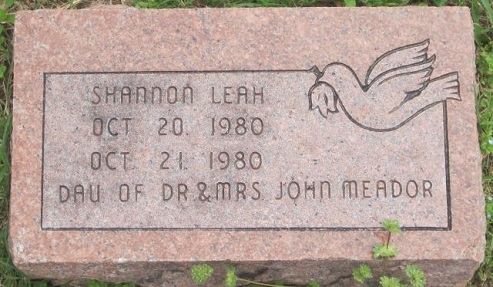 SHANNON LEAH
OCT 20 1980
OCT 21 1980
DAU OF DR.&MRS JOHN MEADOR